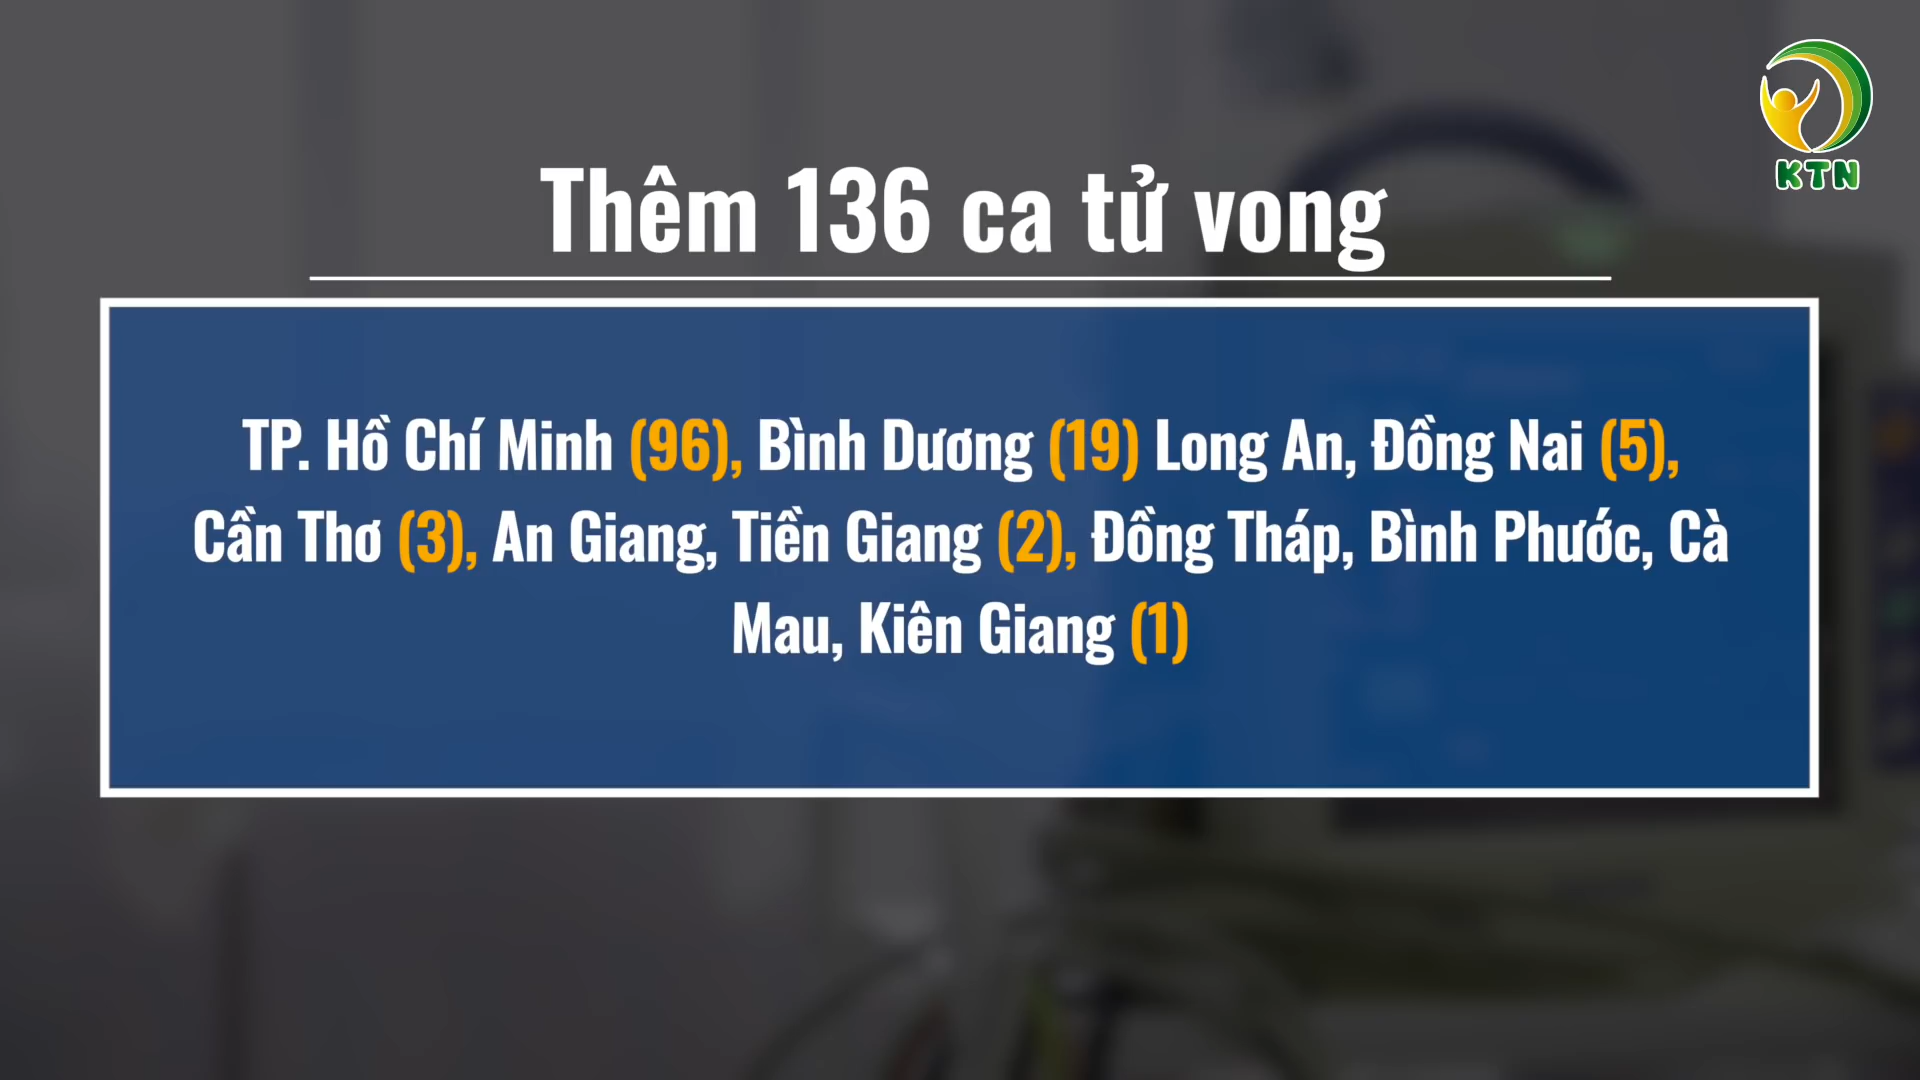 KTN
Thêm 136 ca tử vong
TP. Hồ Chí Minh (96), Bình Dương (19) Long An, Đồng Nai (5),
Cần Thơ (3), An Giang, Tiền Giang (2), Đồng Tháp, Bình Phước, Cà
Mau, Kiên Giang (1)